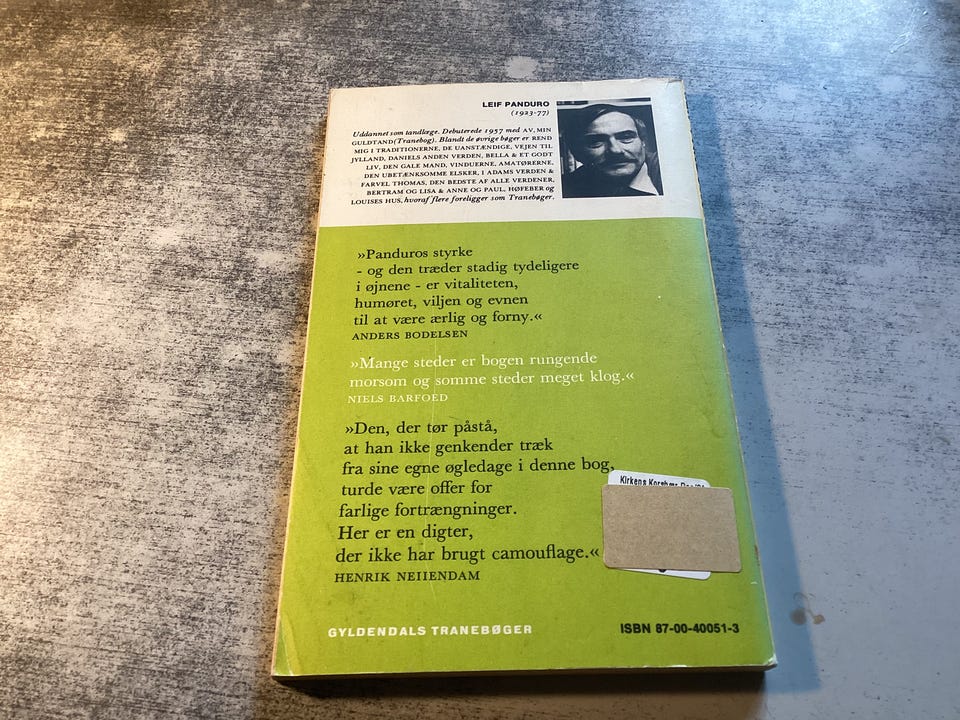 LEIF PANDURO
(1923-77)
Uddannet som tandlæge. Debuterede 1957 med AV, MIN
GULDTAND (Tranebog). Blandt de øvrige bøger er REND
MIG I TRADITIONERNE, DE UANSTÆNDIGE, VEJEN TIL
JYLLAND, DANIELS ANDEN VERDEN, BELLA & ET GODT
LIV, DEN GALE MAND, VINDUERNE, AMATØRERNE,
DEN UBETÆNKSOMME ELSKER, I ADAMS VERDEN &
FARVEL THOMAS, DEN BEDSTE AF ALLE VERDENER,
BERTRAM OG LISA & ANNE OG PAUL, HØFEBER og
LOUISES HUS, hvoraf flere foreligger som Tranebøger.
»Panduros styrke
- og den træder stadig tydeligere
i øjnene - er vitaliteten,
humøret, viljen og evnen
til at være ærlig og forny.«
ANDERS BODELSEN
»Mange steder er bogen rungende
morsom og somme steder meget klog.«
NIELS BARFOED
»Den, der tør påstå,
at han ikke genkender træk
fra sine egne øgledage i denne bog,
turde være offer for
farlige fortrængninger.
Her er en digter,
der ikke har brugt camouflage.«
HENRIK NEIIENDAM
Kirkens Korshær
GYLDENDALS TRANEBØGER
ISBN 87-00-40051-3